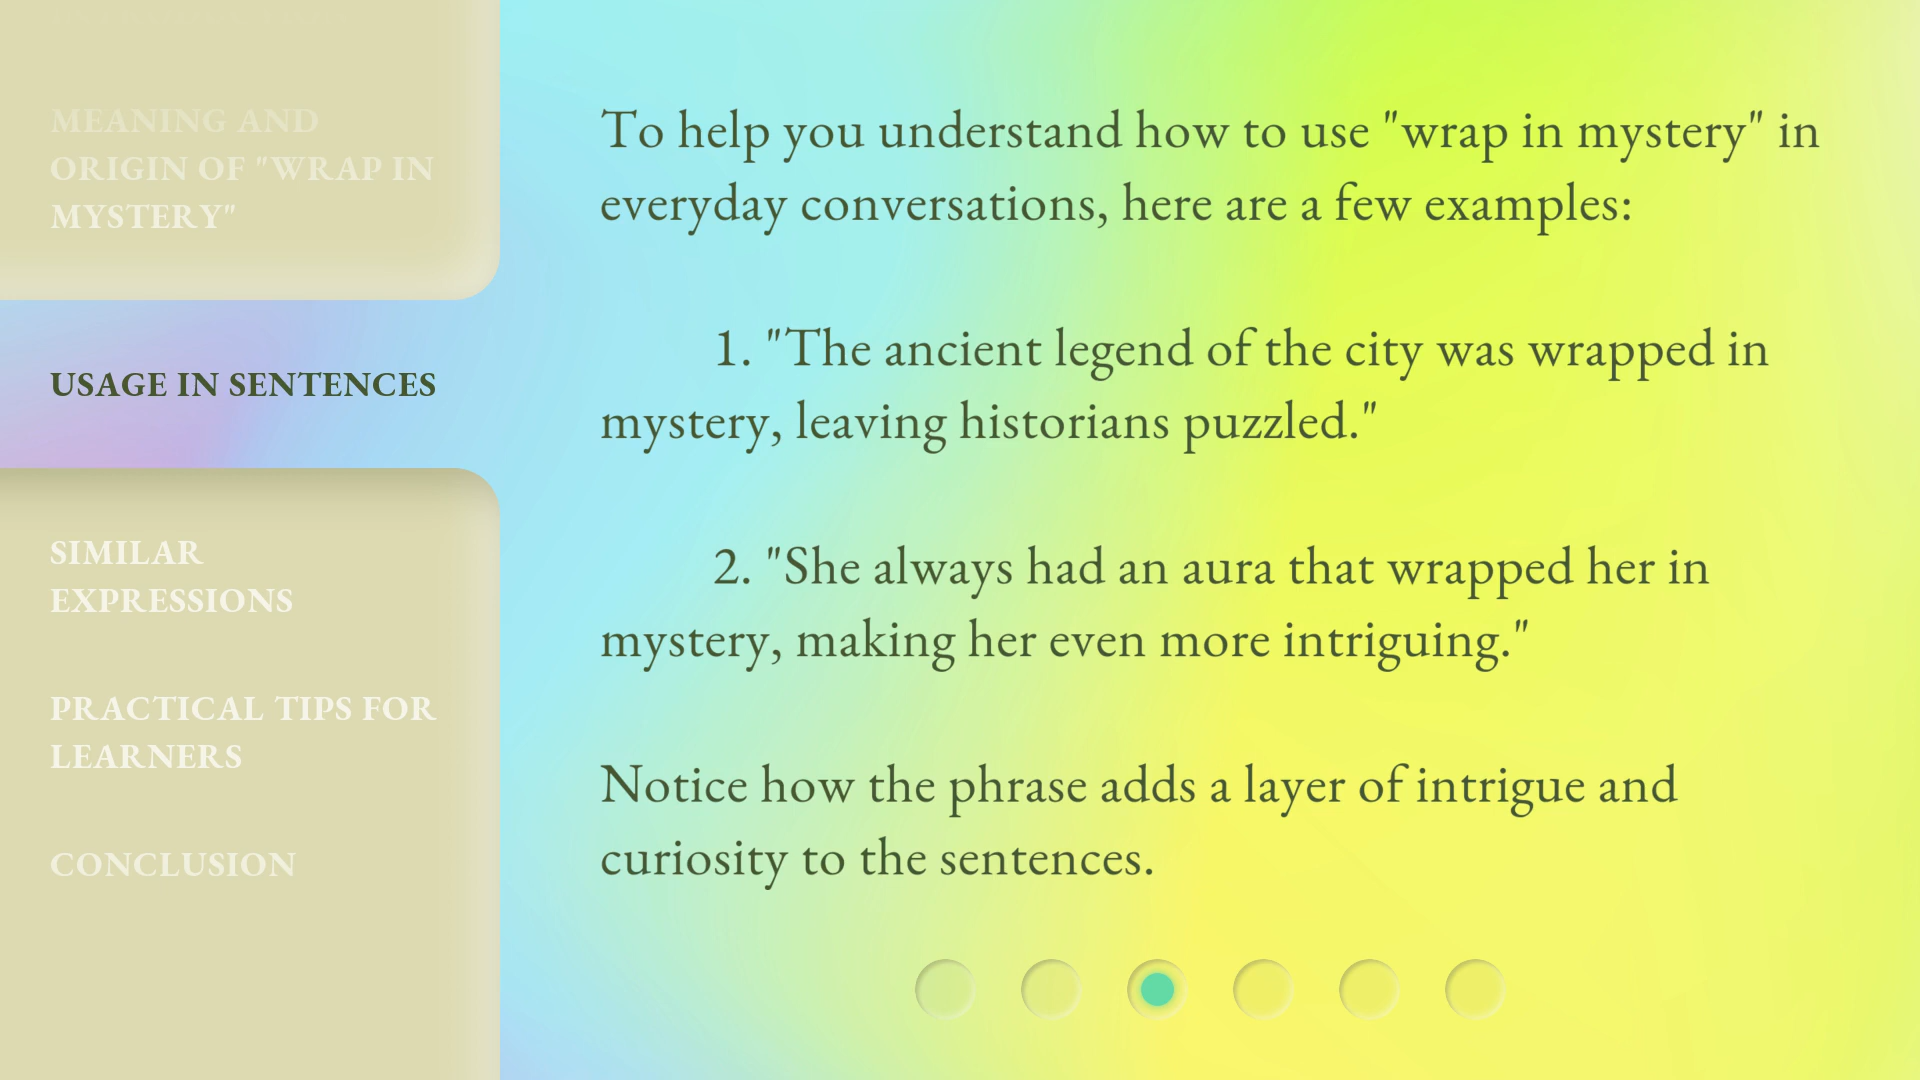 MEANING AND
ORIGIN OF "WRAP IN
MYSTERY"
USAGE IN SENTENCES
SIMILAR
EXPRESSIONS
PRACTICAL TIPS FOR
LEARNERS
CONCLUSION
To help you understand how to use "wrap in mystery" in
everyday conversations, here are a few examples:
1. "The ancient legend of the city was wrapped in
mystery, leaving historians puzzled."
2. "She always had an aura that wrapped her in
mystery, making her even more intriguing."
Notice how the phrase adds a layer of intrigue and
curiosity to the sentences.